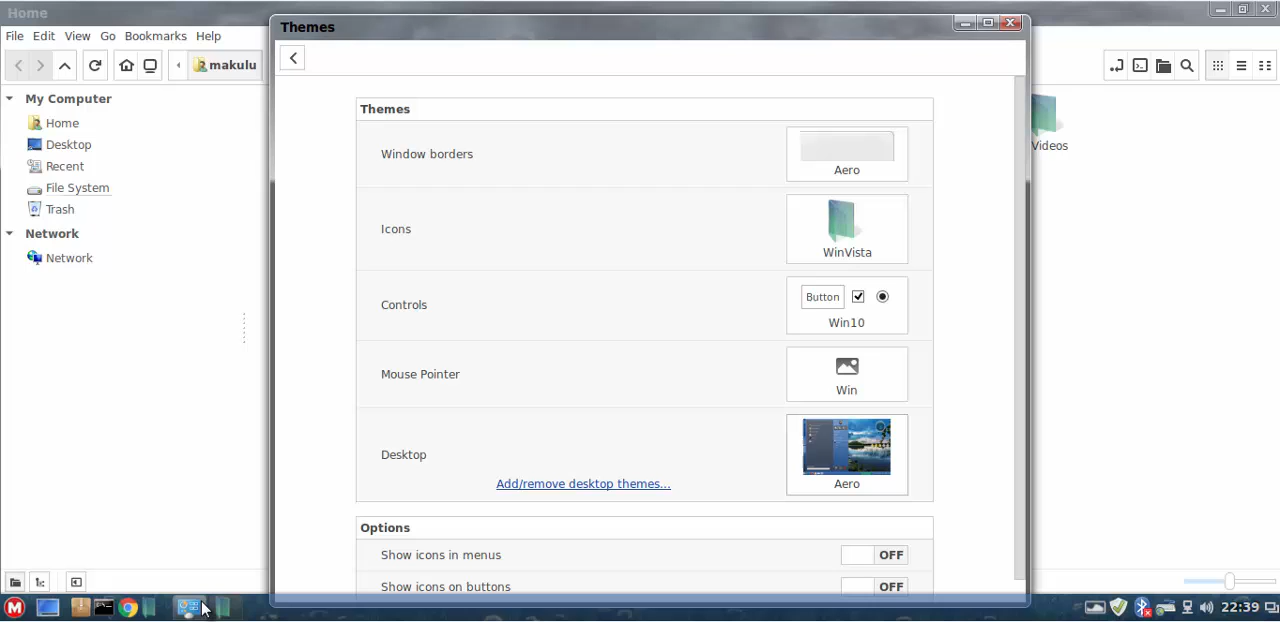 Home
File Edit View Go Bookmarks Help
makulu
My Computer
Home
Desktop
Recent
File System
Trash
Network
Network
Themes
Themes
Window borders
Aero
Icons
WinVista
Controls
Button
Win10
Mouse Pointer
Win
Desktop
Add/remove desktop themes...
Aero
Options
Show icons in menus
OFF
Show icons on buttons
OFF
Videos
M
22:39